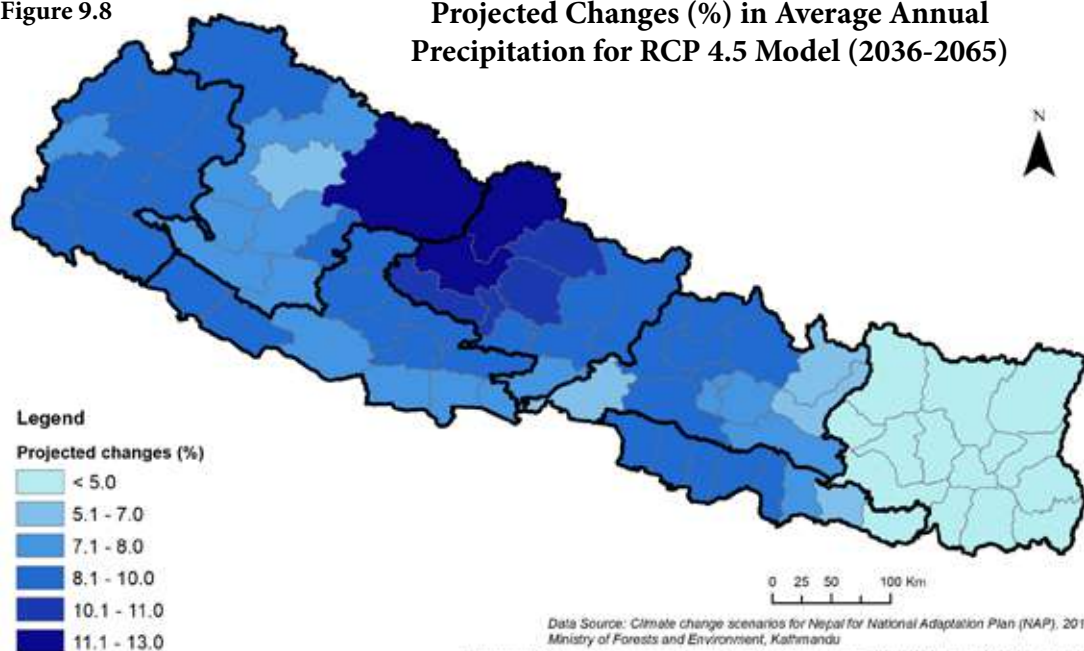 Figure 9.8
Projected Changes (%) in Average Annual
Precipitation for RCP 4.5 Model (2036-2065)
N
Legend
Projected changes (%)
< 5.0
5.1 - 7.0
7.1 - 8.0
8.1 - 10.0
10.1 - 11.0
11.1 - 13.0
0 25 50 100 Km
Data Source: Climate change scenarios for Nepal for National Adaptation Plan (NAP), 201
Ministry of Forests and Environment, Kathmandu